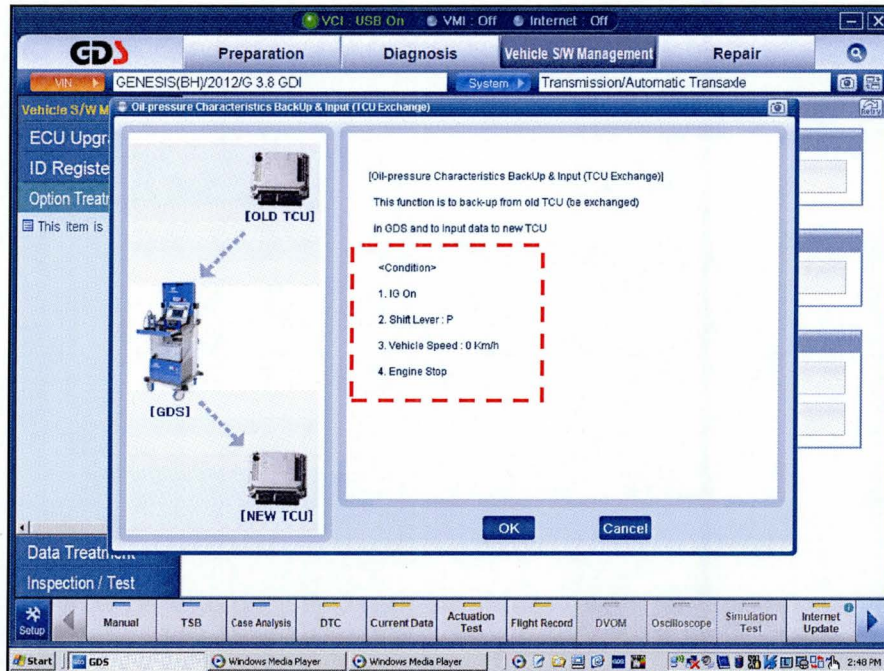 VCI : USB On VMI : Off Internet : Off
GDS Preparation Diagnosis Vehicle S/W Management Repair
VIN GENESIS(BH)/2012/G 3.8 GDI System Transmission/Automatic Transaxle
Vehicle S/W M
Oil-pressure Characteristics BackUp & Input (TCU Exchange)
Retry
ECU Upgr
ID Registe
Option Treat
This item is
[OLD TCU]
[GDS]
[NEW TCU]
[Oil-pressure Characteristics BackUp & Input (TCU Exchange)]
This function is to back-up from old TCU (be exchanged)
in GDS and to input data to new TCU
<Condition>
1. IG On
2. Shift Lever : P
3. Vehicle Speed : 0 Km/h
4. Engine Stop
OK Cancel
Data Treatment
Inspection / Test
Setup Manual TSB Case Analysis DTC Current Data Actuation Test Flight Record DVOM Oscilloscope Simulation Test Internet Update
Start GDS Windows Media Player Windows Media Player 2:48 PM